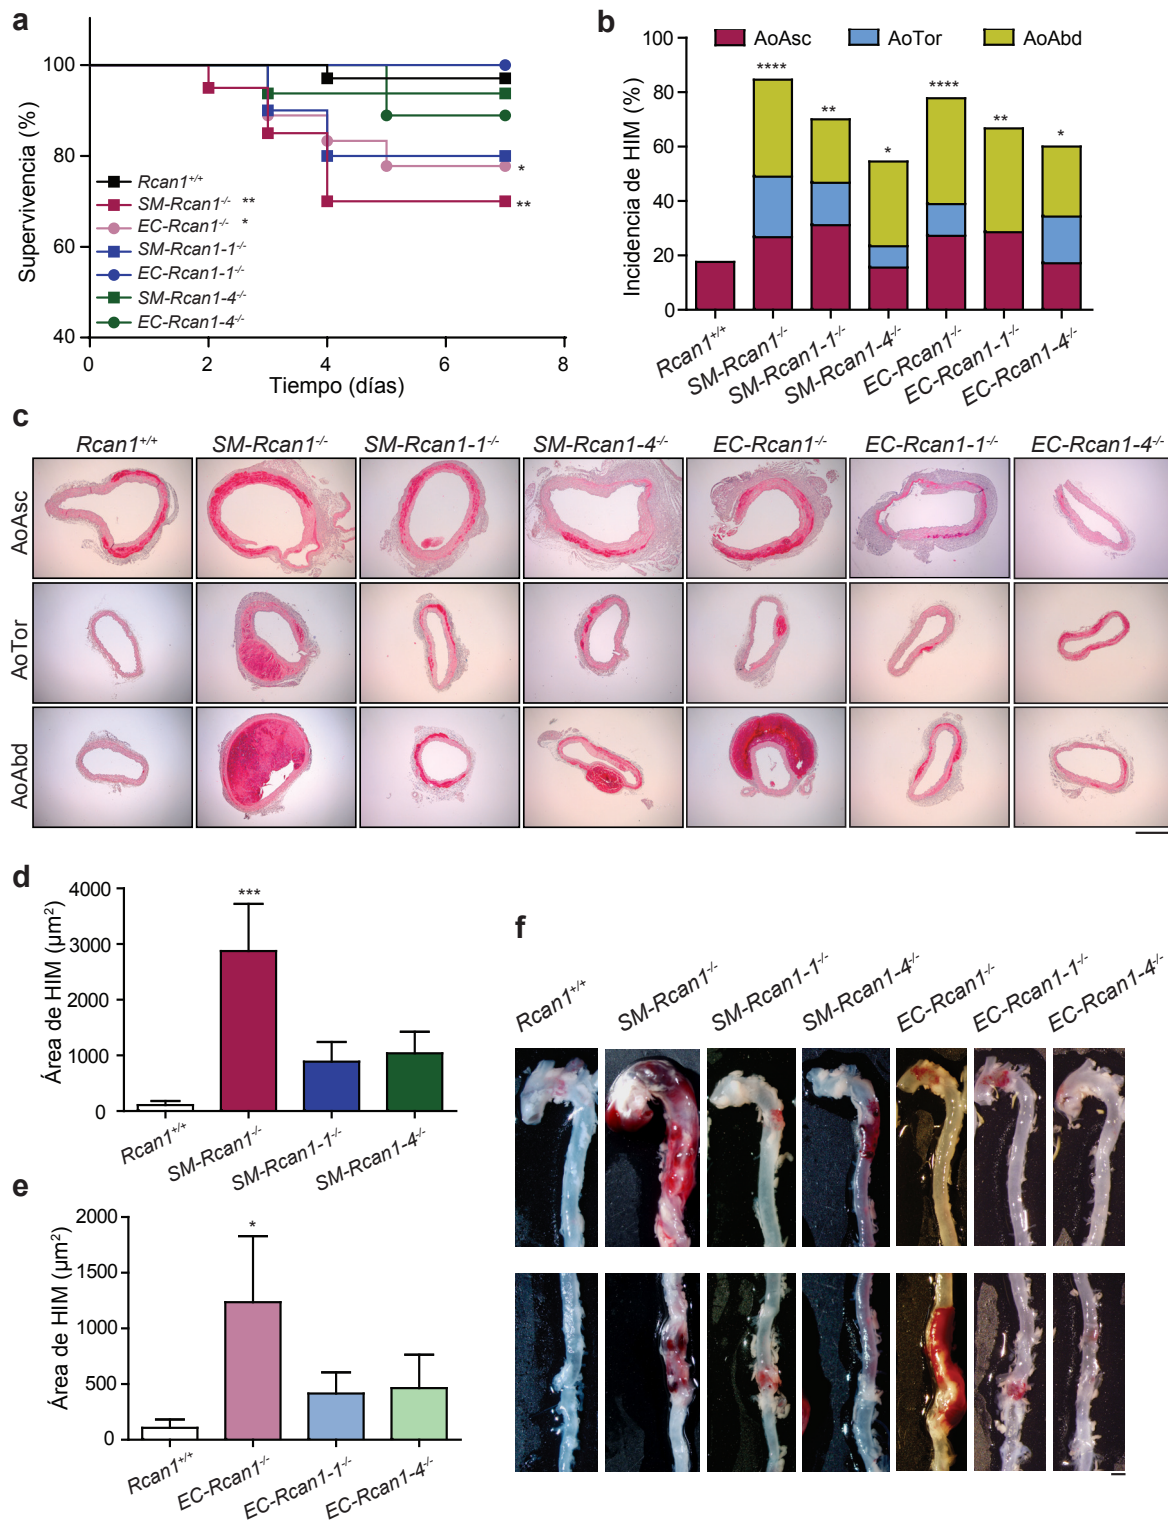 a
Supervivencia (%)
100
80
60
40
0
2
4
6
8
Tiempo (días)
Rcan1+/+
SM-Rcan1-/- **
EC-Rcan1-/- *
SM-Rcan1-1-/-
EC-Rcan1-1-/-
SM-Rcan1-4-/-
EC-Rcan1-4-/-
*
**
b
AoAsc AoTor AoAbd
Incidencia de HIM (%)
100
80
60
40
20
0
**** ** * **** ** *
Rcan1+/+
SM-Rcan1-/-
SM-Rcan1-1-/-
SM-Rcan1-4-/-
EC-Rcan1-/-
EC-Rcan1-1-/-
EC-Rcan1-4-/-
c
Rcan1+/+ SM-Rcan1-/- SM-Rcan1-1-/- SM-Rcan1-4-/- EC-Rcan1-/- EC-Rcan1-1-/- EC-Rcan1-4-/-
AoAsc
AoTor
AoAbd
d
Área de HIM (µm²)
4000
3000
2000
1000
0
***
Rcan1+/+
SM-Rcan1-/-
SM-Rcan1-1-/-
SM-Rcan1-4-/-
e
Área de HIM (µm²)
2000
1500
1000
500
0
*
Rcan1+/+
EC-Rcan1-/-
EC-Rcan1-1-/-
EC-Rcan1-4-/-
f
Rcan1+/+
SM-Rcan1-/-
SM-Rcan1-1-/-
SM-Rcan1-4-/-
EC-Rcan1-/-
EC-Rcan1-1-/-
EC-Rcan1-4-/-